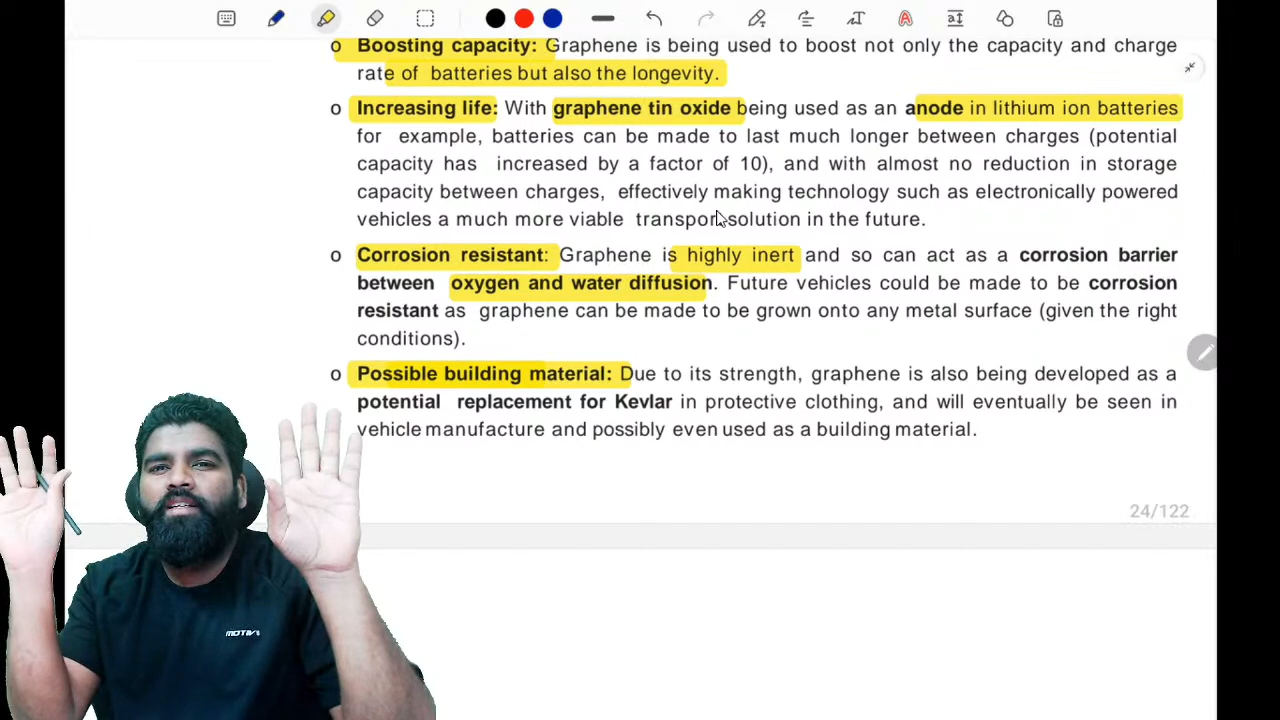 o Boosting capacity: Graphene is being used to boost not only the capacity and charge
rate of batteries but also the longevity.
o Increasing life: With graphene tin oxide being used as an anode in lithium ion batteries
for example, batteries can be made to last much longer between charges (potential
capacity has increased by a factor of 10), and with almost no reduction in storage
capacity between charges, effectively making technology such as electronically powered
vehicles a much more viable transport solution in the future.
o Corrosion resistant: Graphene is highly inert and so can act as a corrosion barrier
between oxygen and water diffusion. Future vehicles could be made to be corrosion
resistant as graphene can be made to be grown onto any metal surface (given the right
conditions).
o Possible building material: Due to its strength, graphene is also being developed as a
potential replacement for Kevlar in protective clothing, and will eventually be seen in
vehicle manufacture and possibly even used as a building material.
24/122